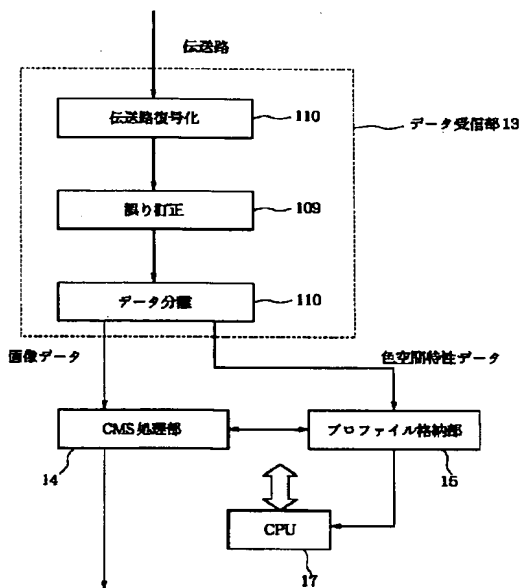 伝送路
伝送路復号化
110
データ受信部13
誤り訂正
109
データ分離
110
画像データ
色空間特性データ
CMS処理部
プロファイル格納部
14
15
CPU
17